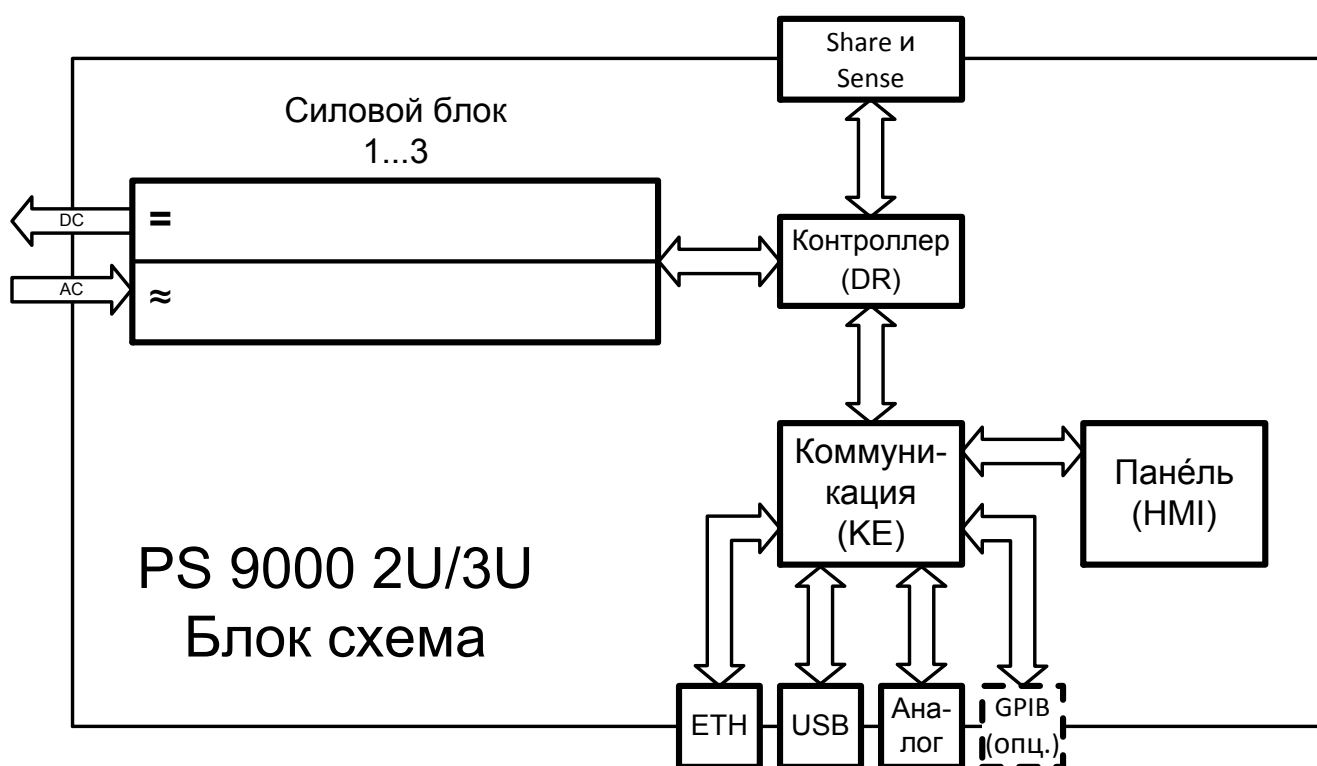 Share и
Sense
Силовой блок
1...3
DC
=
AC
≈
Контроллер
(DR)
Коммуни-
кация
(KE)
Панéль
(HMI)
PS 9000 2U/3U
Блок схема
ETH
USB
Ана-
лог
GPIB
(опц.)